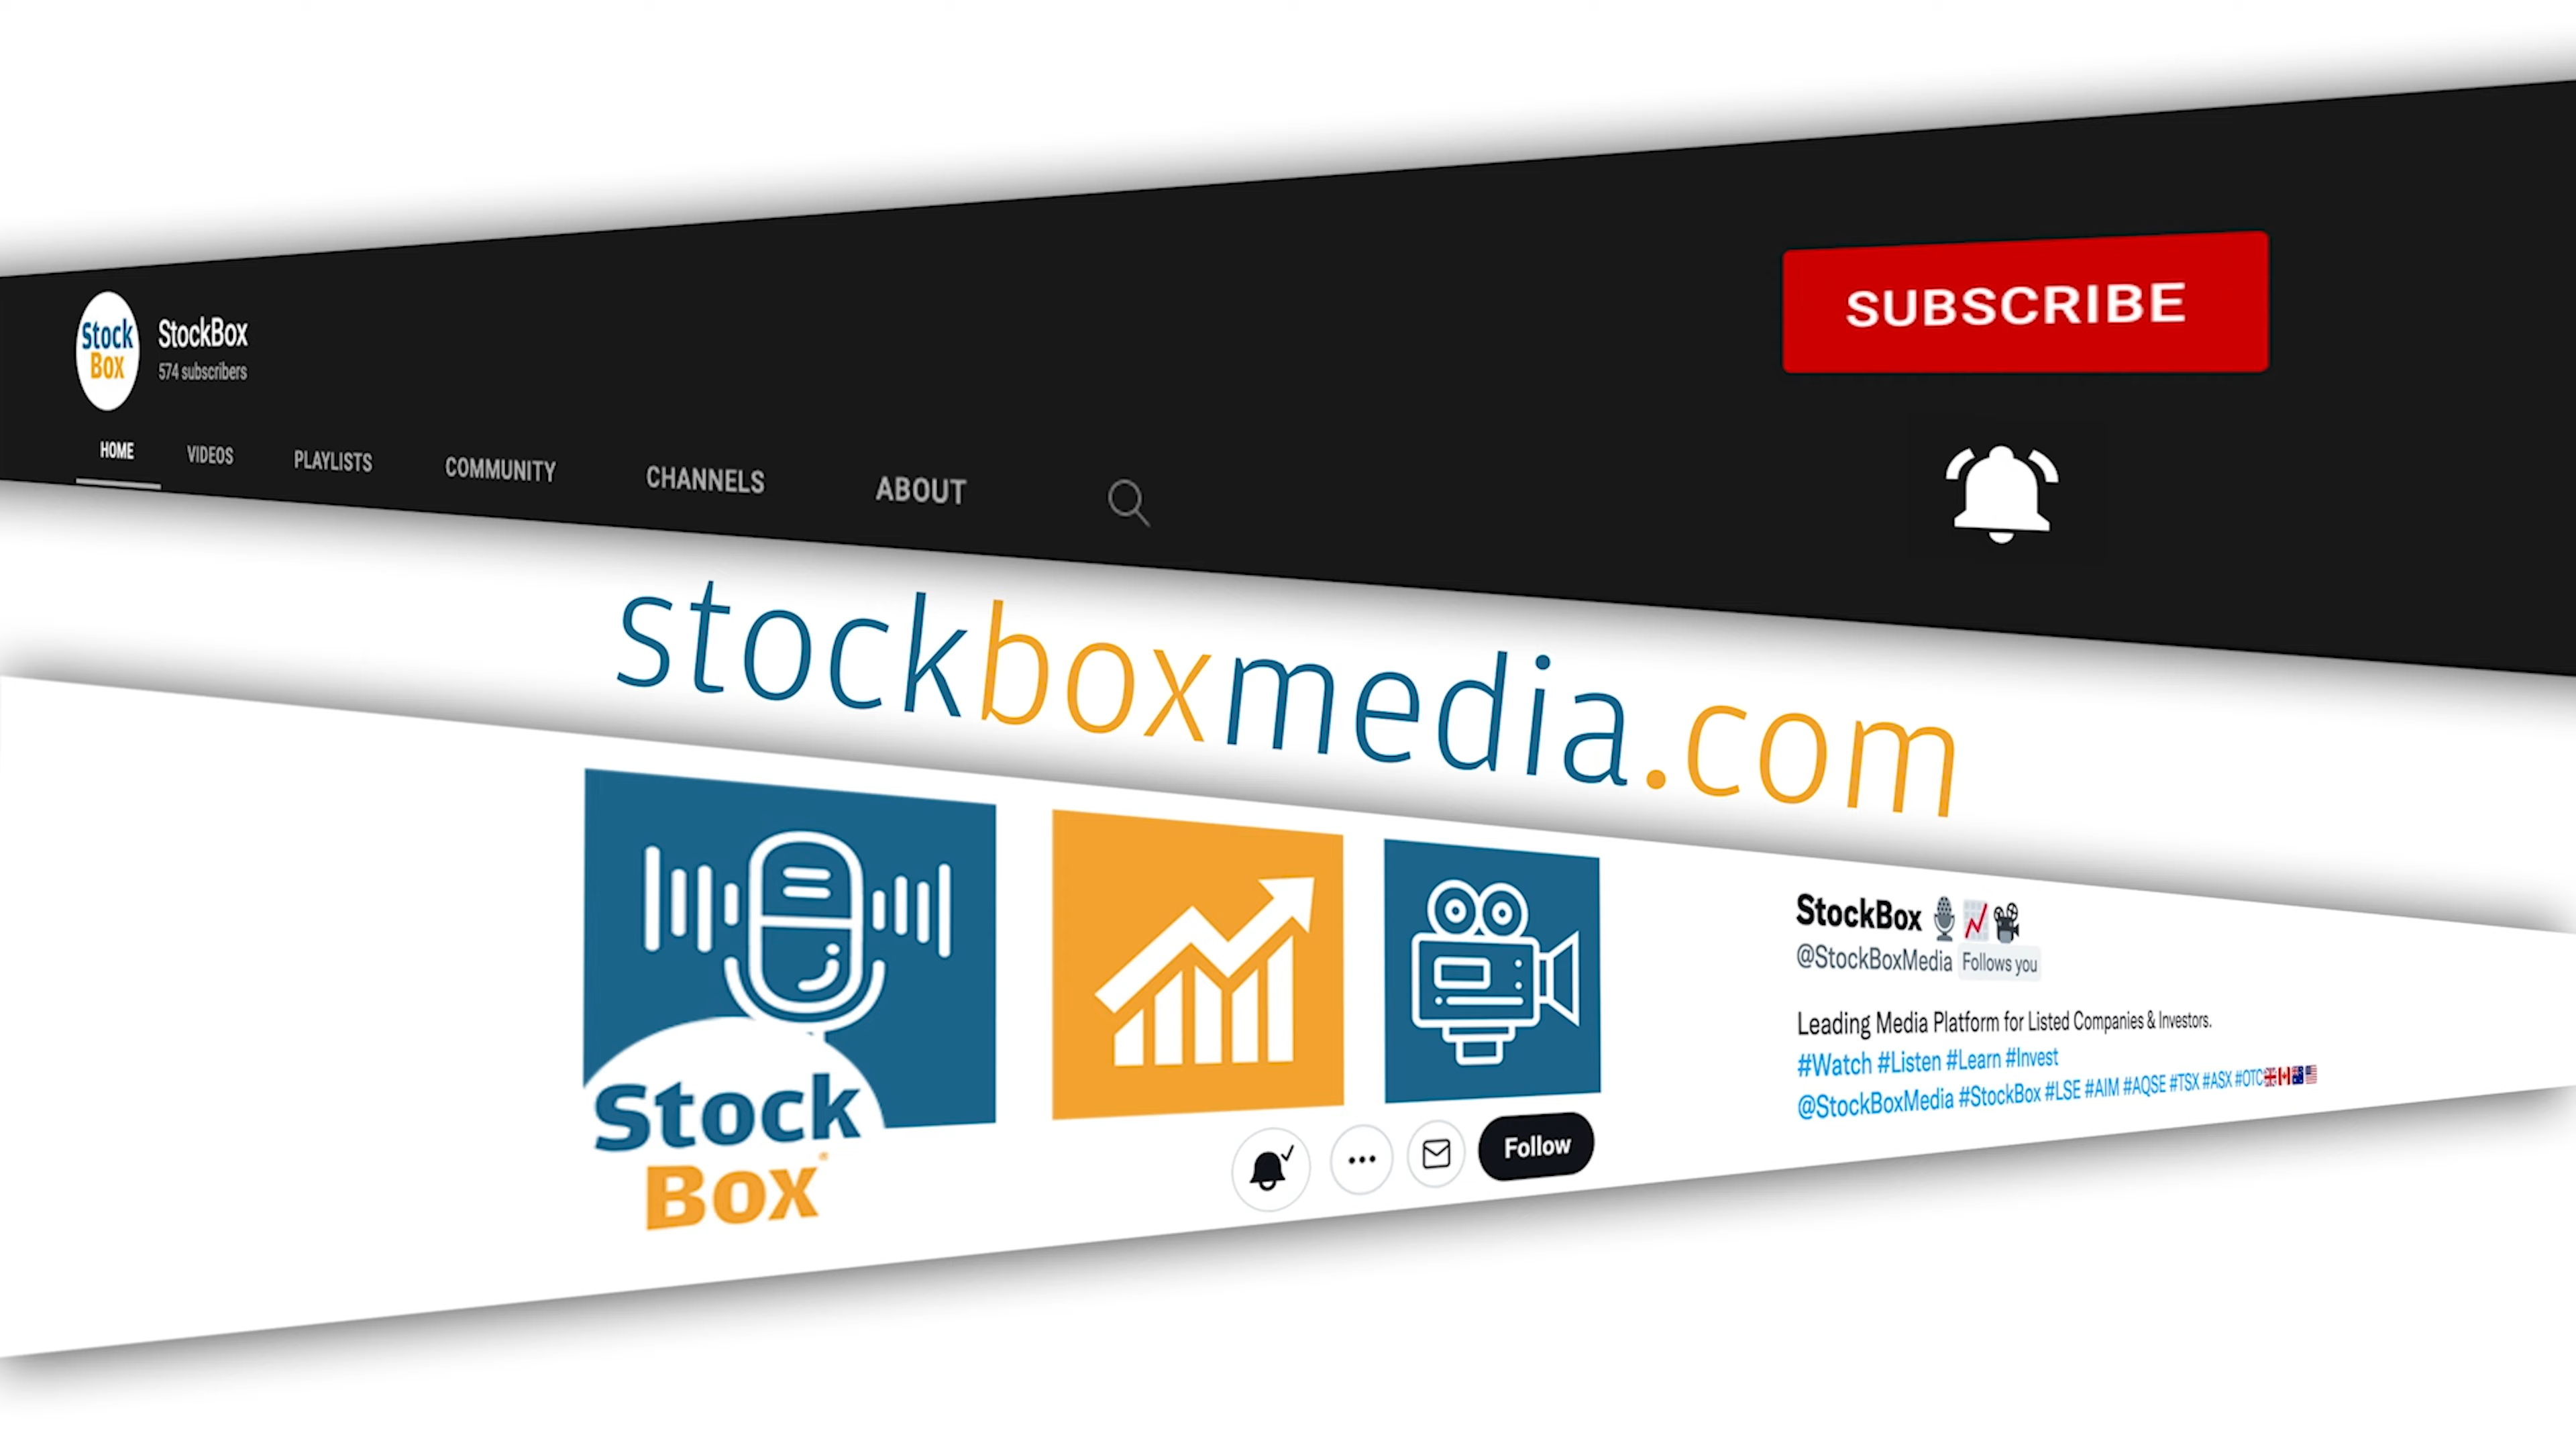 Stock
Box
StockBox
574 subscribers
SUBSCRIBE
HOME VIDEOS PLAYLISTS COMMUNITY CHANNELS ABOUT
stockboxmedia.com
Stock
Box
Follow
StockBox 🎙️📈🎥
@StockBoxMedia Follows you
Leading Media Platform for Listed Companies & Investors.
#Watch #Listen #Learn #Invest
@StockBoxMedia #StockBox #LSE #AIM #AQSE #TSX #ASX #OTC🇬🇧🇨🇦🇦🇺🇺🇸